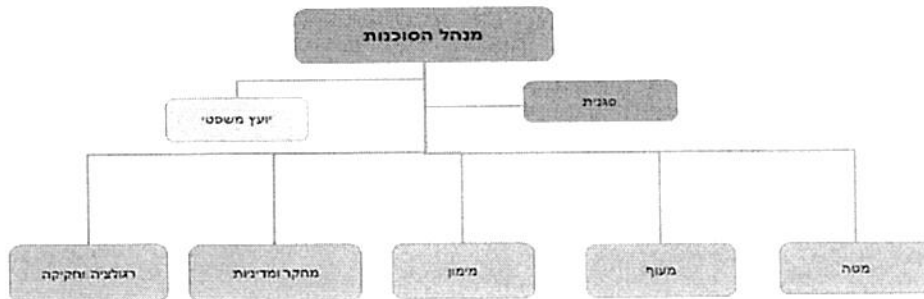 מנהל הסוכנות
סגנית
יועץ משפטי
מטה
מעוף
מימון
מחקר ומדיניות
רגולציה וחקיקה